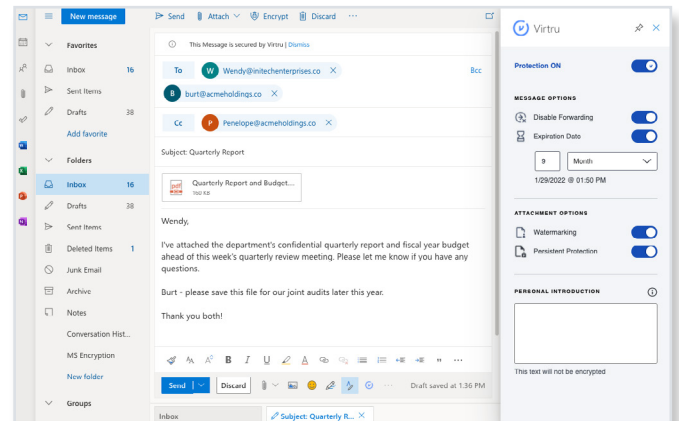 New message
Send
Attach
Encrypt
Discard
Favorites
Inbox 16
Sent Items
Drafts 38
Add favorite
Folders
Inbox 16
Drafts 38
Sent Items
Deleted Items 1
Junk Email
Archive
Notes
Conversation Hist...
MS Encryption
New folder
Groups
This Message is secured by Virtru | Dismiss
To W Wendy@initechenterprises.co X Bcc
B burt@acmeholdings.co X
Cc P Penelope@acmeholdings.co X
Subject: Quarterly Report
pdf Quarterly Report and Budget...
160 KB
Wendy,
I've attached the department's confidential quarterly report and fiscal year budget
ahead of this week's quarterly review meeting. Please let me know if you have any
questions.
Burt - please save this file for our joint audits later this year.
Thank you both!
B I U A
Send Discard Draft saved at 1:36 PM
Inbox Subject: Quarterly R... X
Virtru
Protection ON
MESSAGE OPTIONS
Disable Forwarding
Expiration Date
9 Month
1/29/2022 @ 01:50 PM
ATTACHMENT OPTIONS
Watermarking
Persistent Protection
PERSONAL INTRODUCTION
This text will not be encrypted